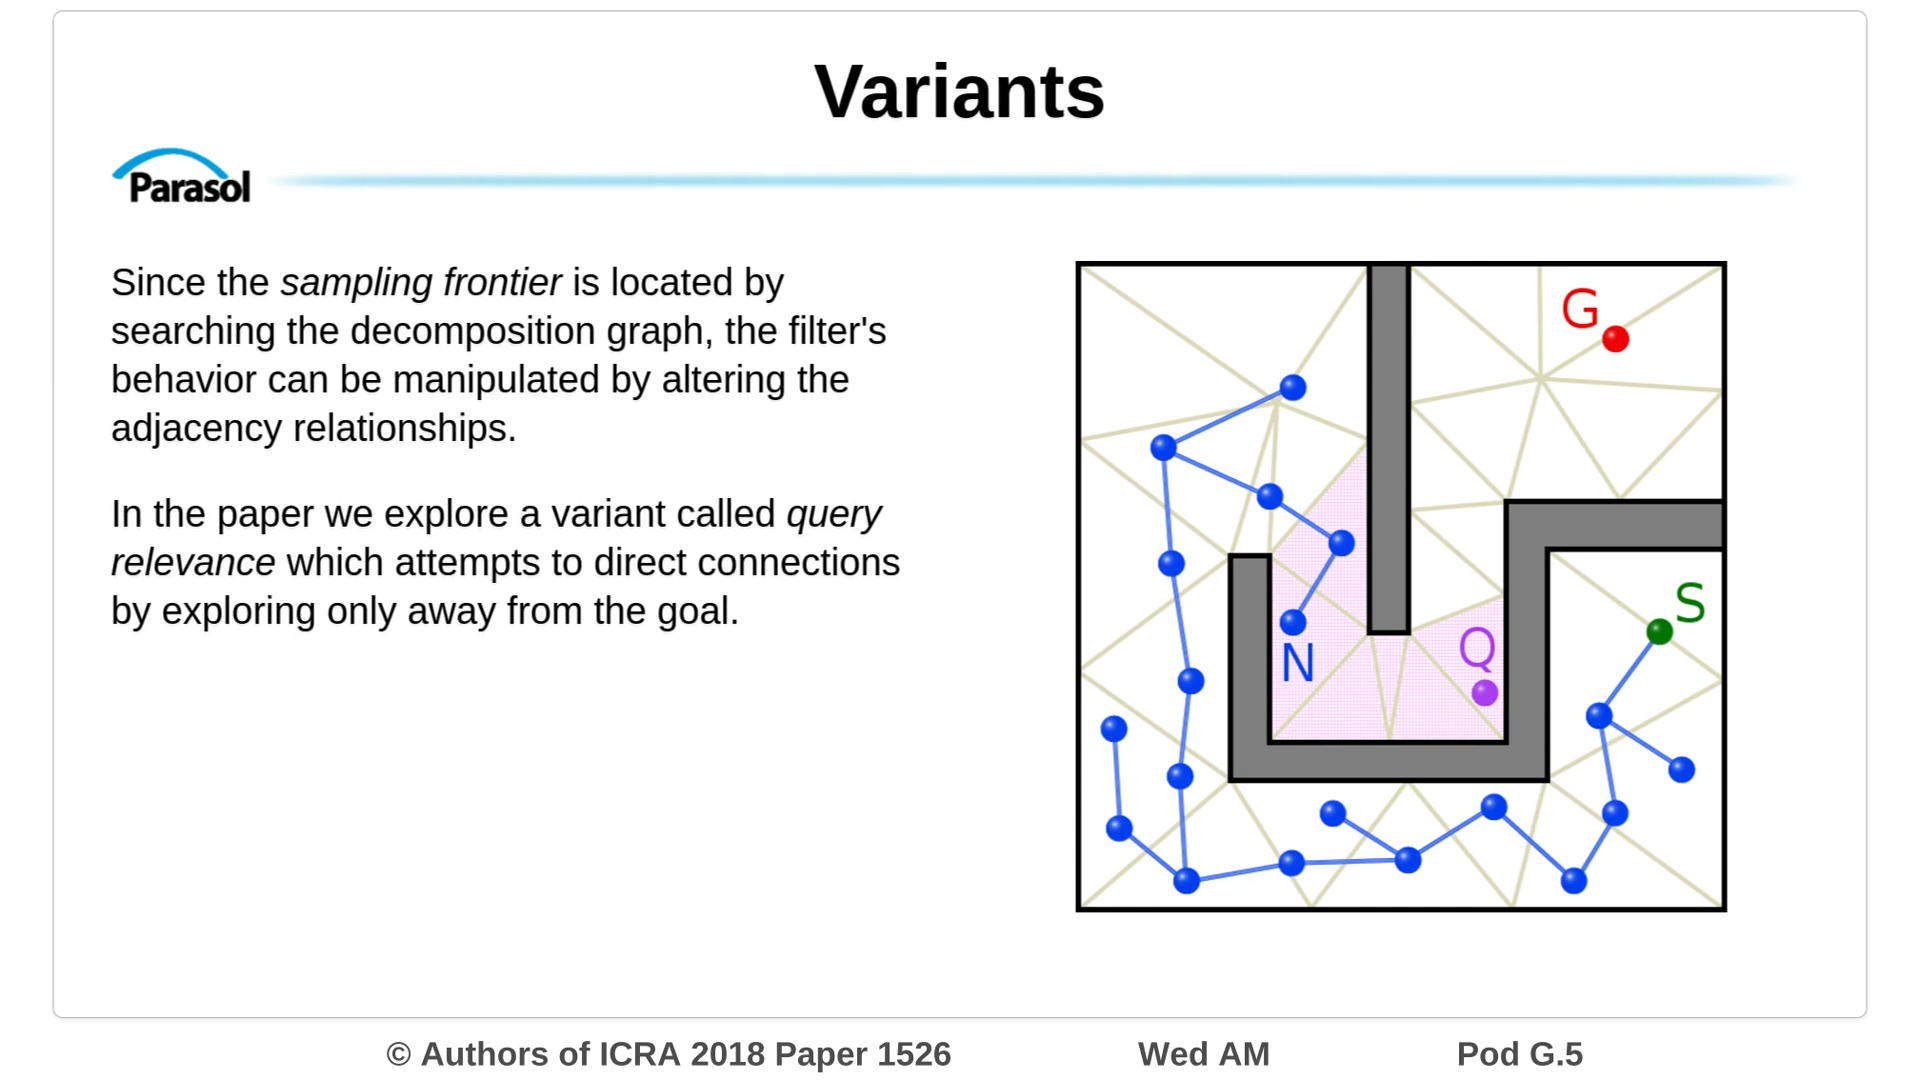 Variants
Parasol
Since the sampling frontier is located by
searching the decomposition graph, the filter's
behavior can be manipulated by altering the
adjacency relationships.
In the paper we explore a variant called query
relevance which attempts to direct connections
by exploring only away from the goal.
G
S
Q
N
© Authors of ICRA 2018 Paper 1526 Wed AM Pod G.5